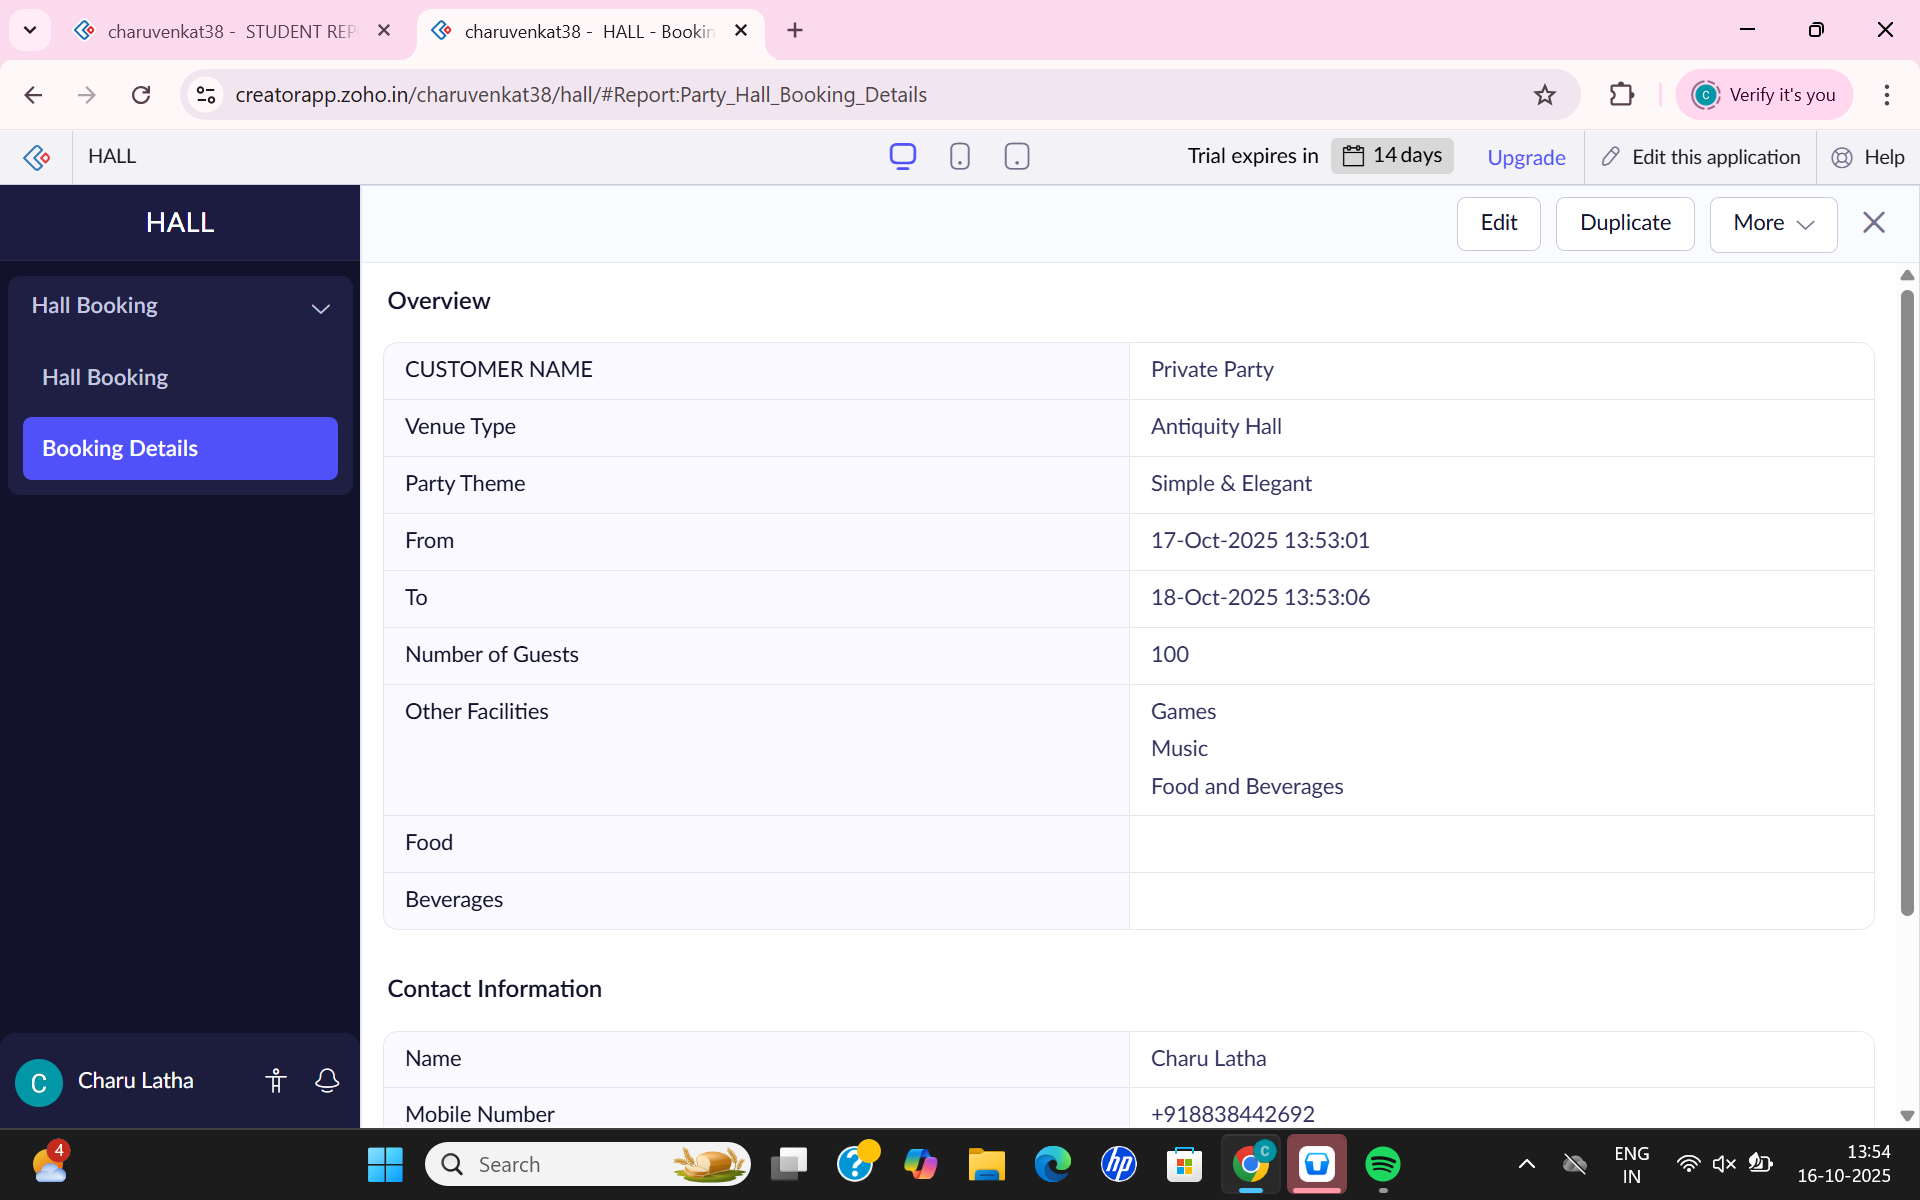 charuvenkat38 - STUDENT REP
charuvenkat38 - HALL - Bookin
creatorapp.zoho.in/charuvenkat38/hall/#Report:Party_Hall_Booking_Details
C
Verify it's you
HALL
Trial expires in
14 days
Upgrade
Edit this application
Help
HALL
Edit
Duplicate
More
Hall Booking
Hall Booking
Booking Details
Overview
CUSTOMER NAME
Private Party
Venue Type
Antiquity Hall
Party Theme
Simple & Elegant
From
17-Oct-2025 13:53:01
To
18-Oct-2025 13:53:06
Number of Guests
100
Other Facilities
Games
Music
Food and Beverages
Food
Beverages
Contact Information
Name
Charu Latha
Mobile Number
+918838442692
C
Charu Latha
4
Search
hp
C
ENG
IN
13:54
16-10-2025